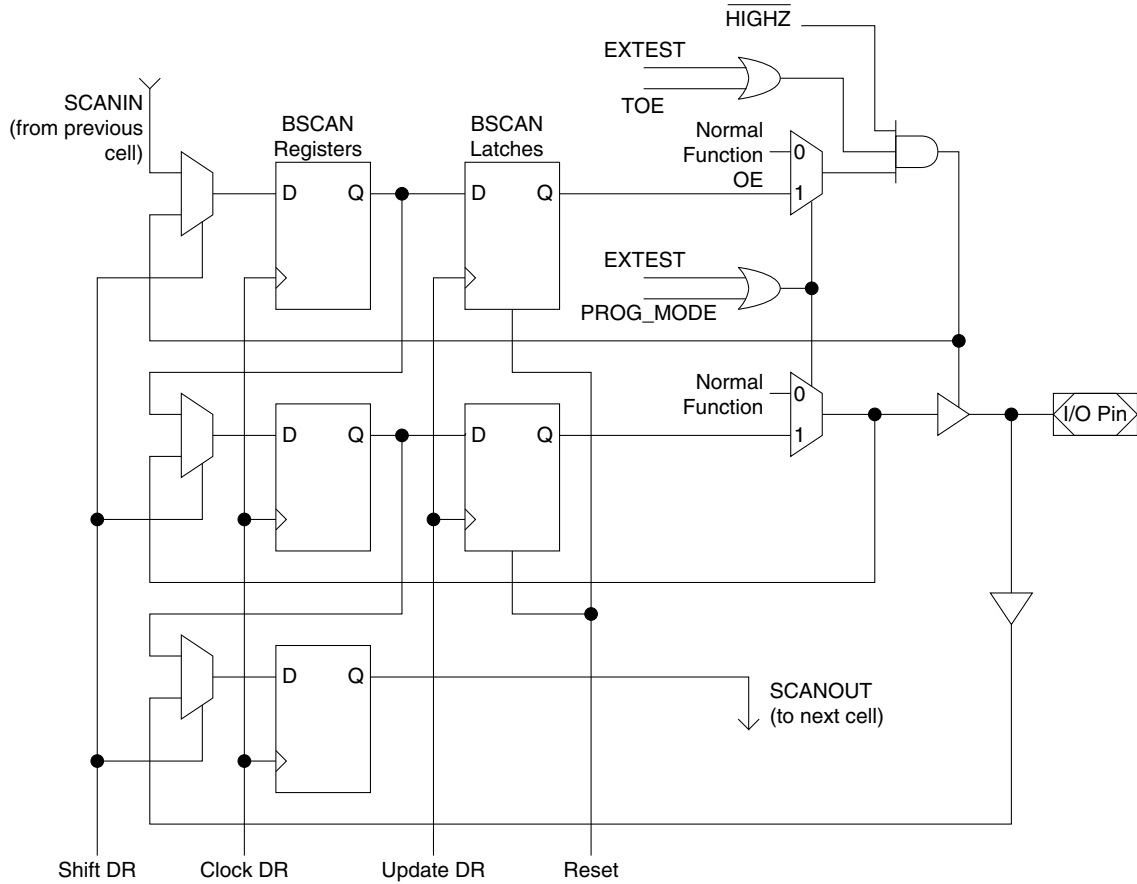 HIGHZ
EXTEST
TOE
SCANIN
(from previous
cell)
BSCAN
Registers
BSCAN
Latches
Normal
Function
OE
0
1
D
Q
D
Q
EXTEST
PROG_MODE
Normal
Function
0
1
I/O Pin
D
Q
D
Q
D
Q
SCANOUT
(to next cell)
Shift DR
Clock DR
Update DR
Reset